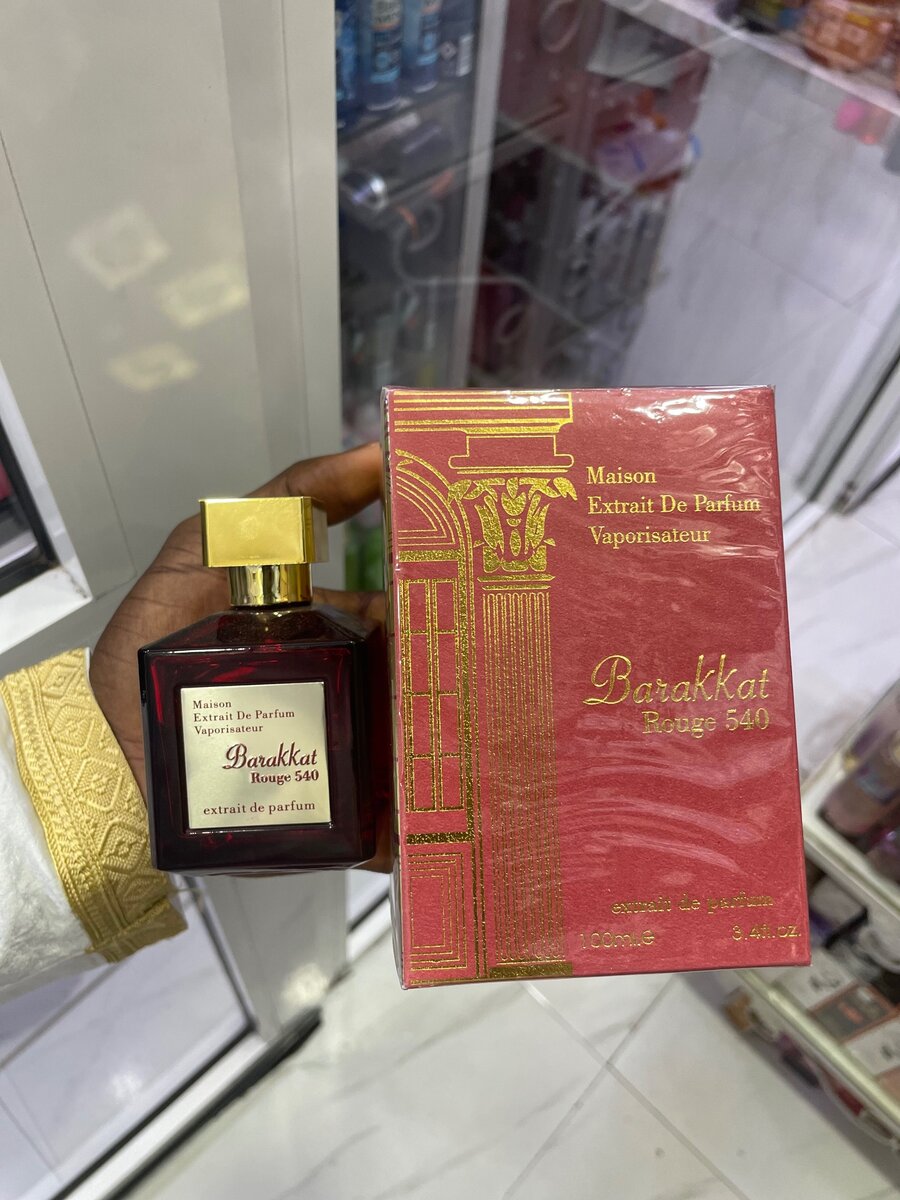 Maison
Extrait De Parfum
Vaporisateur
Barakkat
Rouge 540
extrait de parfum
Maison
Extrait De Parfum
Vaporisateur
Barakkat
Rouge 540
extrait de parfum
100mL℮ 3.4fl.oz.